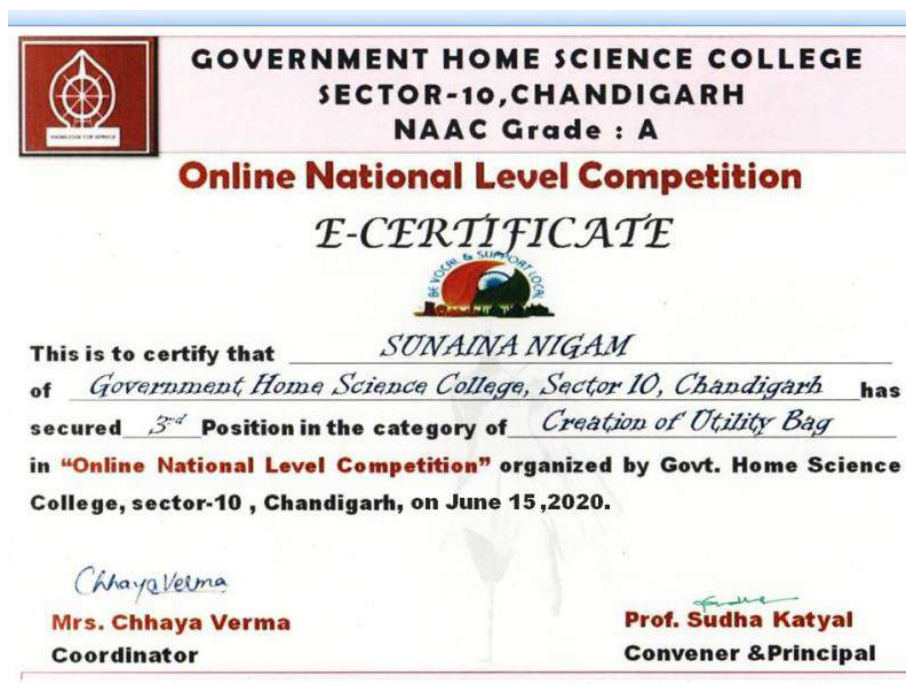 GOVERNMENT HOME SCIENCE COLLEGE
SECTOR-10,CHANDIGARH
NAAC Grade : A
KNOWLEDGE FOR SERVICE
Online National Level Competition
E-CERTIFICATE
BE VOCAL & SUPPORT LOCAL
This is to certify that SUNAINA NIGAM
of Government Home Science College, Sector 10, Chandigarh has
secured 3rd Position in the category of Creation of Utility Bag
in “Online National Level Competition” organized by Govt. Home Science
College, sector-10 , Chandigarh, on June 15 ,2020.
Chhaya Verma
Mrs. Chhaya Verma
Coordinator
Prof. Sudha Katyal
Convener &Principal